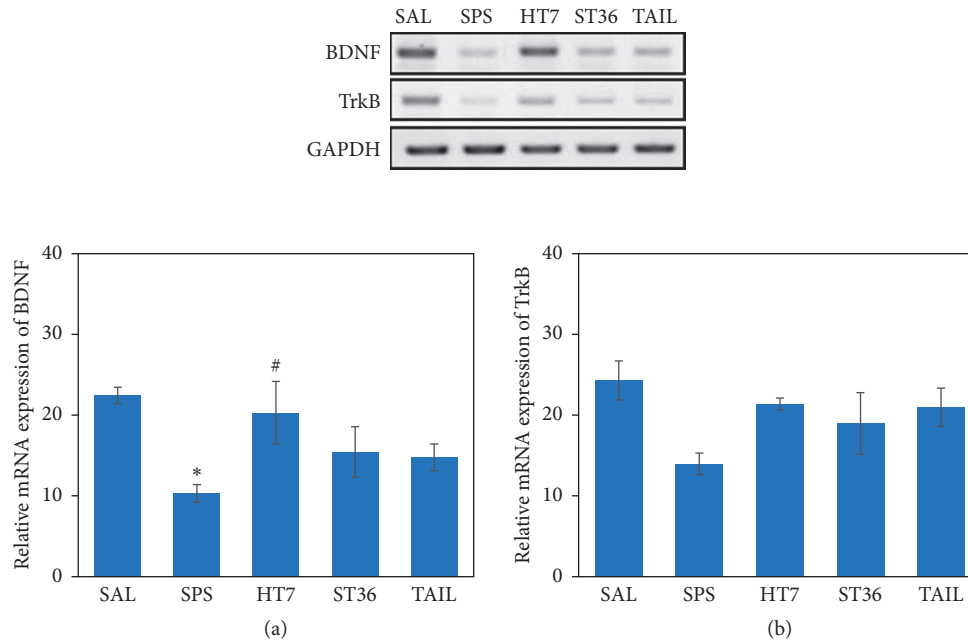 SAL SPS HT7 ST36 TAIL
BDNF
TrkB
GAPDH
Relative mRNA expression of BDNF
40
30
20
10
0
#
*
SAL SPS HT7 ST36 TAIL
(a)
Relative mRNA expression of TrkB
40
30
20
10
0
SAL SPS HT7 ST36 TAIL
(b)